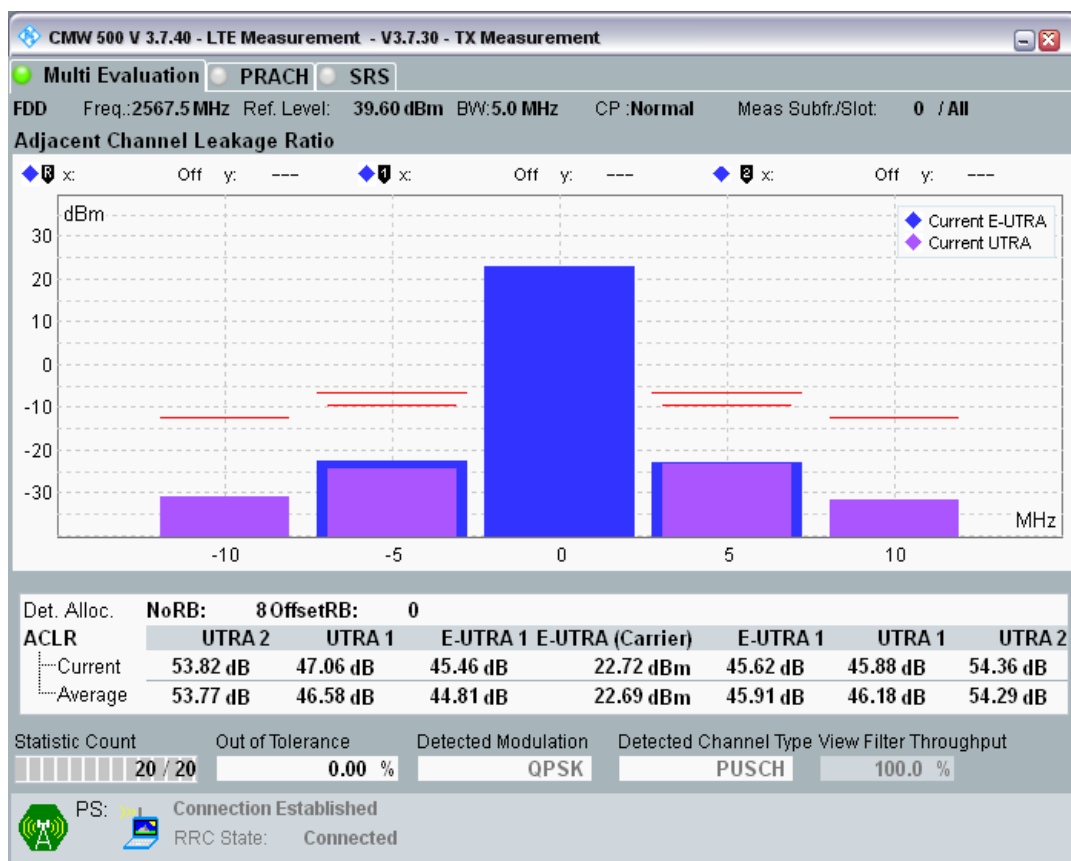 CMW 500 V 3.7.40 - LTE Measurement - V3.7.30 - TX Measurement
Multi Evaluation PRACH SRS
FDD Freq.:2567.5 MHz Ref. Level: 39.60 dBm BW:5.0 MHz CP :Normal Meas Subfr./Slot: 0 / All
Adjacent Channel Leakage Ratio
R x: Off y: --- 1 x: Off y: --- 2 x: Off y: ---
dBm
Current E-UTRA
Current UTRA
30
20
10
0
-10
-20
-30
MHz
-10 -5 0 5 10
Det. Alloc. NoRB: 8 OffsetRB: 0
ACLR UTRA 2 UTRA 1 E-UTRA 1 E-UTRA (Carrier) E-UTRA 1 UTRA 1 UTRA 2
Current 53.82 dB 47.06 dB 45.46 dB 22.72 dBm 45.62 dB 45.88 dB 54.36 dB
Average 53.77 dB 46.58 dB 44.81 dB 22.69 dBm 45.91 dB 46.18 dB 54.29 dB
Statistic Count Out of Tolerance Detected Modulation Detected Channel Type View Filter Throughput
20 / 20 0.00 % QPSK PUSCH 100.0 %
PS: Connection Established
RRC State: Connected